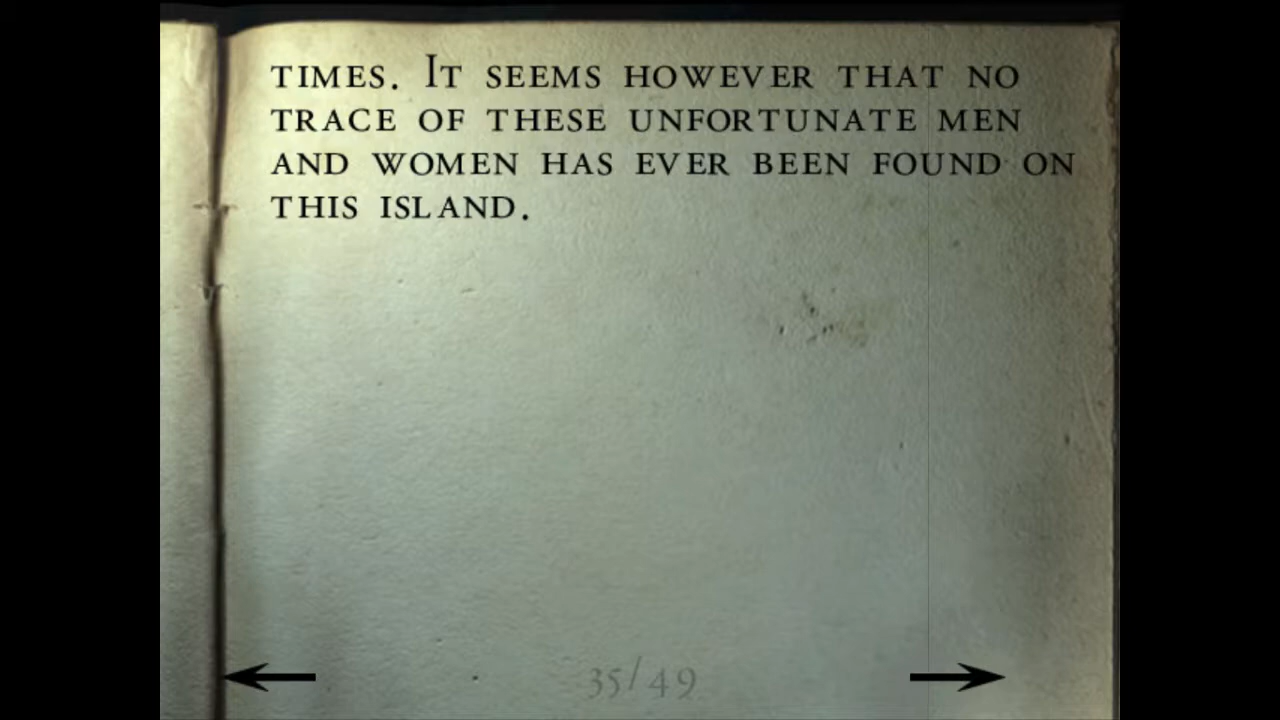 TIMES. IT SEEMS HOWEVER THAT NO
TRACE OF THESE UNFORTUNATE MEN
AND WOMEN HAS EVER BEEN FOUND ON
THIS ISLAND.
35/49